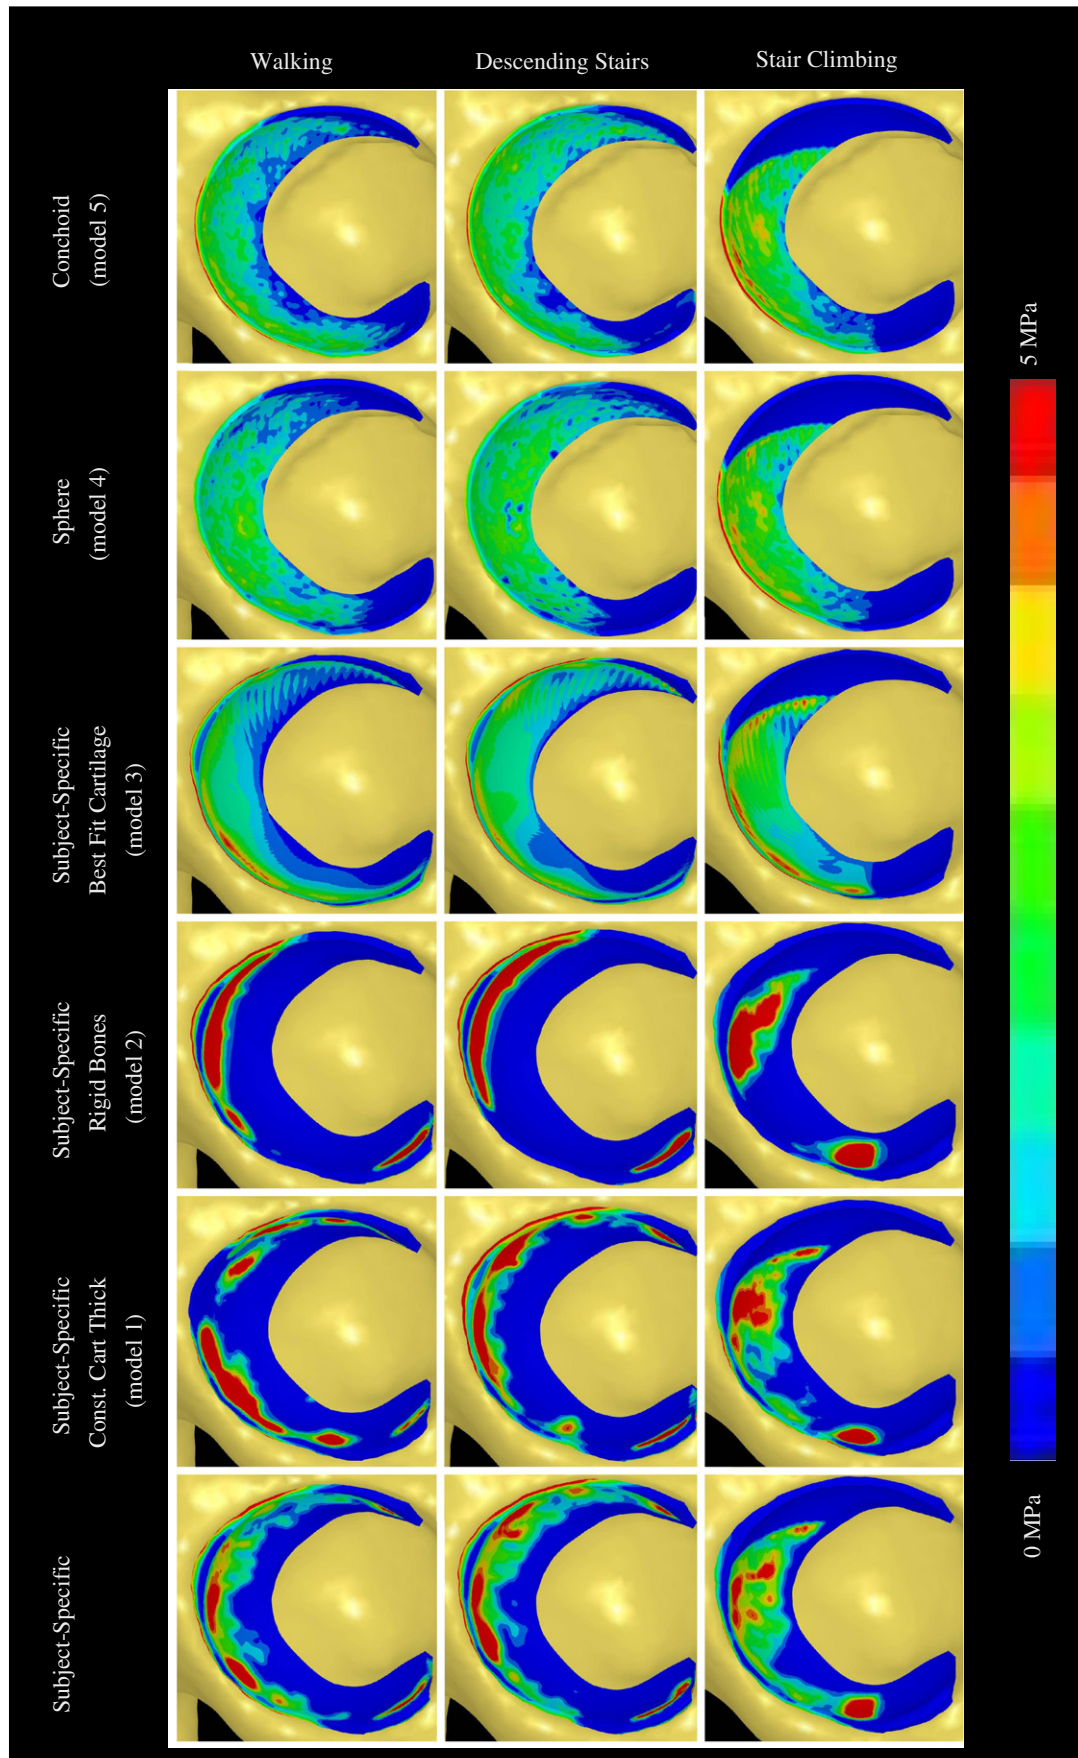 Walking
Descending Stairs
Stair Climbing
Conchoid
(model 5)
Sphere
(model 4)
Subject-Specific
Best Fit Cartilage
(model 3)
Subject-Specific
Rigid Bones
(model 2)
Subject-Specific
Const. Cart Thick
(model 1)
Subject-Specific
5 MPa
0 MPa